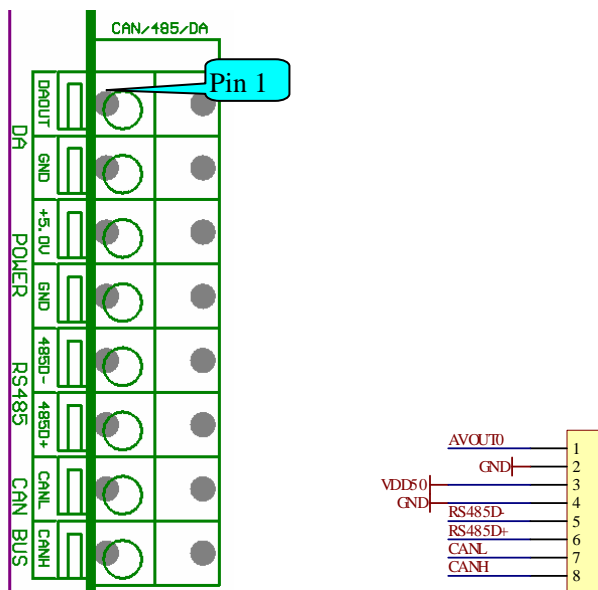 CAN/485/DA
Pin 1
DA
DAOUT
GND
POWER
+5.0V
GND
RS485
485D-
485D+
CAN BUS
CANL
CANH
AVOUT0 1
GND 2
VDD50 3
GND 4
RS485D- 5
RS485D+ 6
CANL 7
CANH 8